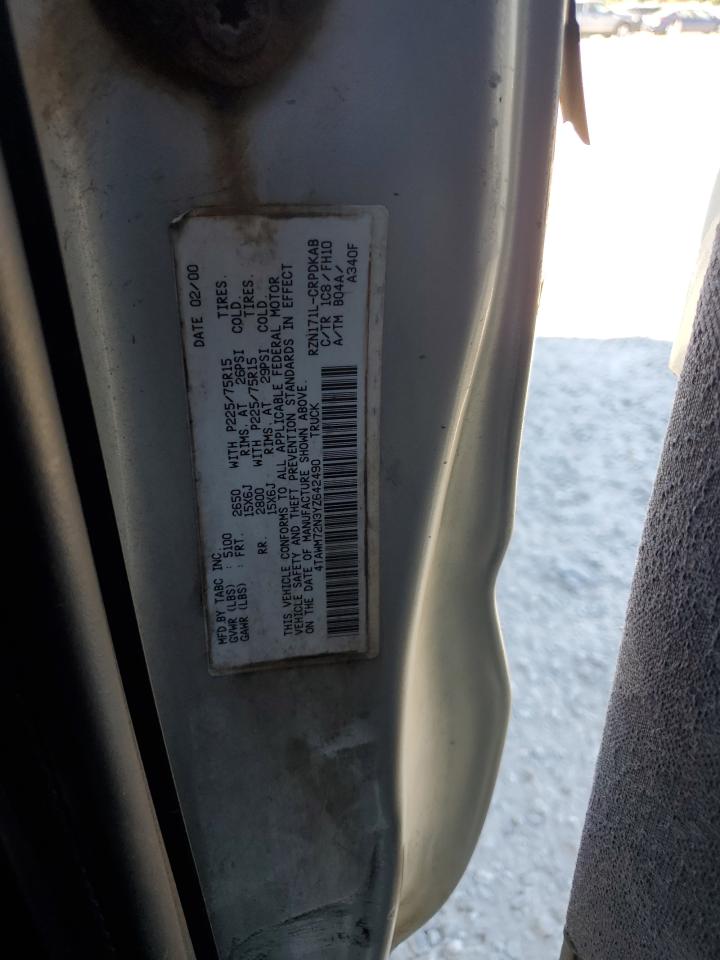 MFD.BY TABC INC. DATE 02/00
GVWR (LBS) : 5100
GAWR (LBS) : FRT. 2650 WITH P225/75R15 TIRES.
15X6J RIMS. AT 26PSI COLD.
RR. 2800 WITH P225/75R15 TIRES.
15X6J RIMS. AT 29PSI COLD.
THIS VEHICLE CONFORMS TO ALL APPLICABLE FEDERAL MOTOR
VEHICLE SAFETY AND THEFT PREVENTION STANDARDS IN EFFECT
ON THE DATE OF MANUFACTURE SHOWN ABOVE.
4TAWM72N3YZ642490 TRUCK
RZN171L-CRPDKAB
C/TR 1C8/FH10
A/TM B04A/
A340F